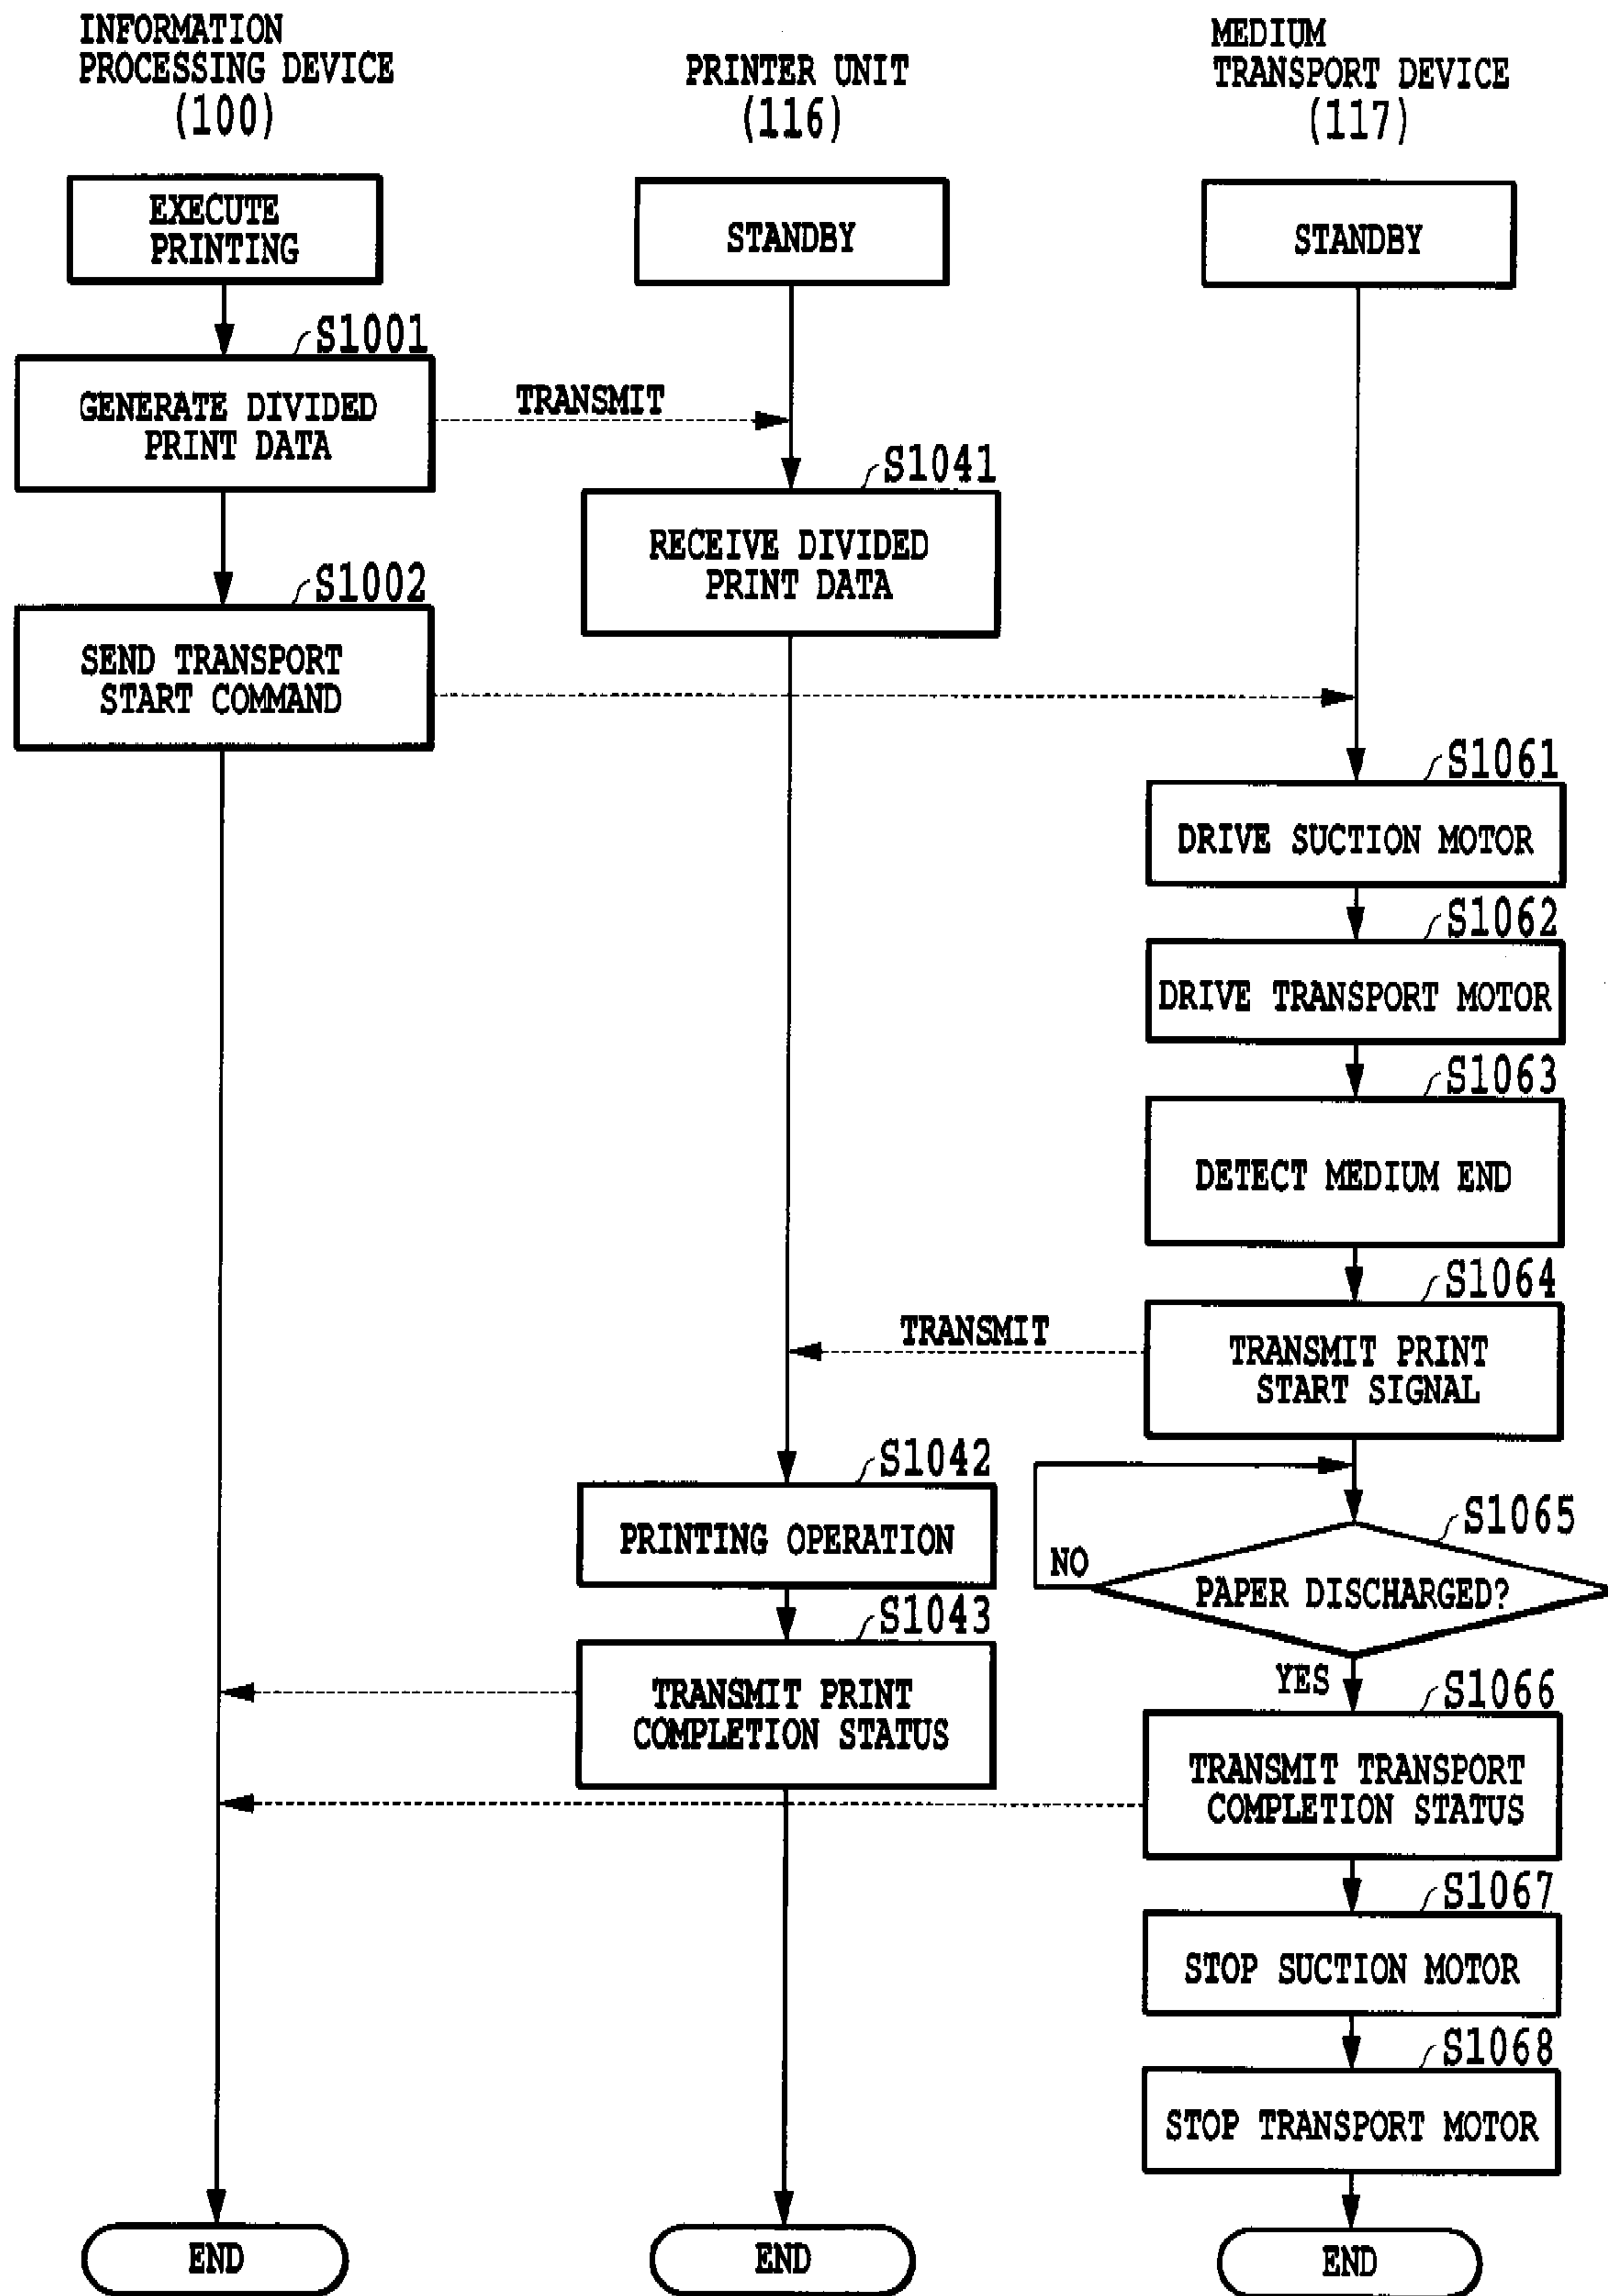 INFORMATION
PROCESSING DEVICE
(100)
PRINTER UNIT
(116)
MEDIUM
TRANSPORT DEVICE
(117)
EXECUTE
PRINTING
STANDBY
STANDBY
S1001
GENERATE DIVIDED
PRINT DATA
TRANSMIT
S1041
RECEIVE DIVIDED
PRINT DATA
S1002
SEND TRANSPORT
START COMMAND
S1061
DRIVE SUCTION MOTOR
S1062
DRIVE TRANSPORT MOTOR
S1063
DETECT MEDIUM END
S1064
TRANSMIT
TRANSMIT PRINT
START SIGNAL
S1042
PRINTING OPERATION
S1065
NO
PAPER DISCHARGED?
S1043
TRANSMIT PRINT
COMPLETION STATUS
YES
S1066
TRANSMIT TRANSPORT
COMPLETION STATUS
S1067
STOP SUCTION MOTOR
S1068
STOP TRANSPORT MOTOR
END
END
END